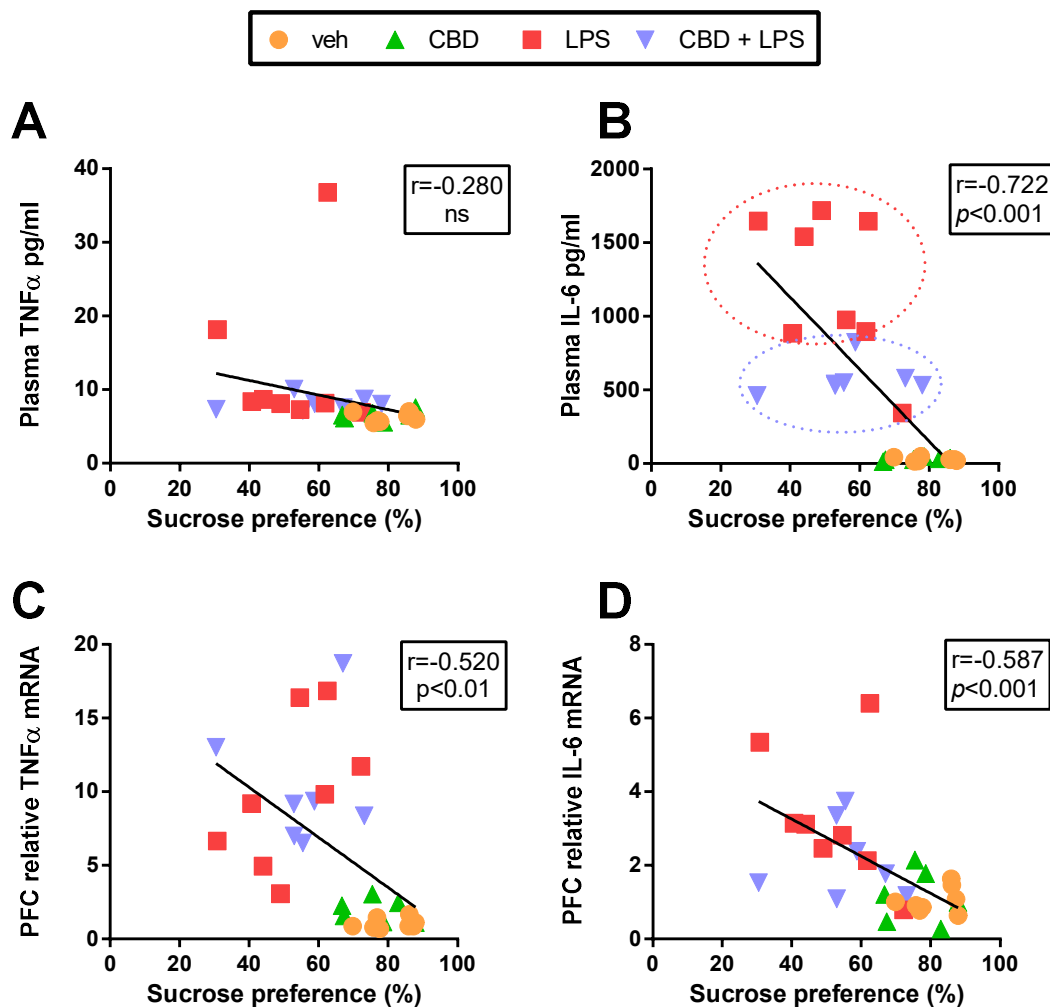 veh CBD LPS CBD + LPS
A
Plasma TNFα pg/ml
40
30
20
10
0
r=-0.280
ns
0 20 40 60 80 100
Sucrose preference (%)
B
Plasma IL-6 pg/ml
2000
1500
1000
500
0
r=-0.722
p<0.001
0 20 40 60 80 100
Sucrose preference (%)
C
PFC relative TNFα mRNA
20
15
10
5
0
r=-0.520
p<0.01
0 20 40 60 80 100
Sucrose preference (%)
D
PFC relative IL-6 mRNA
8
6
4
2
0
r=-0.587
p<0.001
0 20 40 60 80 100
Sucrose preference (%)